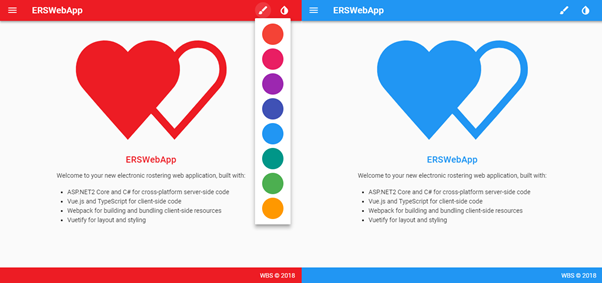 ERSWebApp
ERSWebApp
Welcome to your new electronic rostering web application, built with:
ASP.NET2 Core and C# for cross-platform server-side code
Vue.js and TypeScript for client-side code
Webpack for building and bundling client-side resources
Vuetify for layout and styling
WBS © 2018
ERSWebApp
ERSWebApp
Welcome to your new electronic rostering web application, built with:
ASP.NET2 Core and C# for cross-platform server-side code
Vue.js and TypeScript for client-side code
Webpack for building and bundling client-side resources
Vuetify for layout and styling
WBS © 2018